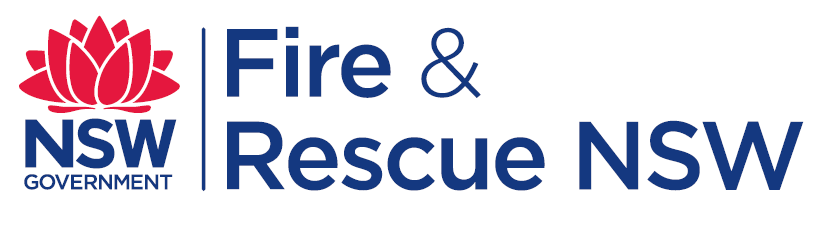 NSW
GOVERNMENT
Fire &
Rescue NSW